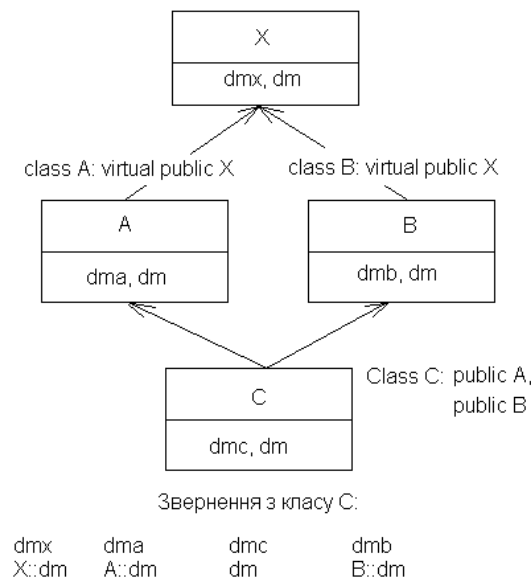 X
dmx, dm
class A: virtual public X
class B: virtual public X
A
dma, dm
B
dmb, dm
C
dmc, dm
Class C: public A,
public B
Звернення з класу C:
dmx dma dmc dmb
X::dm A::dm dm B::dm